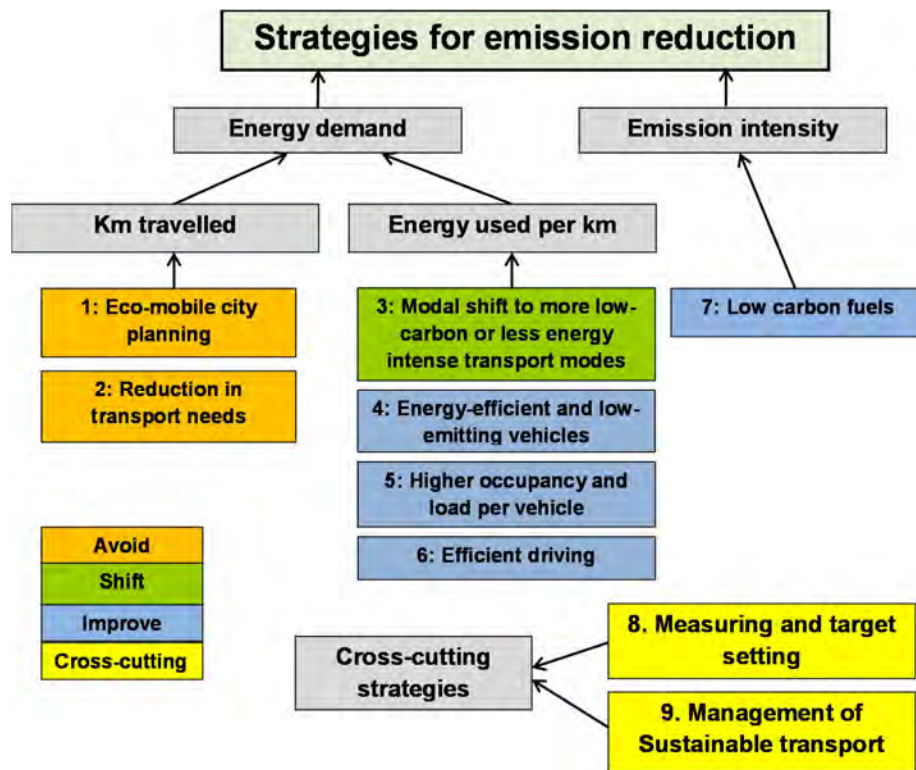 Strategies for emission reduction
Energy demand
Emission intensity
Km travelled
Energy used per km
1: Eco-mobile city
planning
2: Reduction in
transport needs
3: Modal shift to more low-
carbon or less energy
intense transport modes
4: Energy-efficient and low-
emitting vehicles
5: Higher occupancy and
load per vehicle
6: Efficient driving
7: Low carbon fuels
Avoid
Shift
Improve
Cross-cutting
Cross-cutting
strategies
8. Measuring and target
setting
9. Management of
Sustainable transport